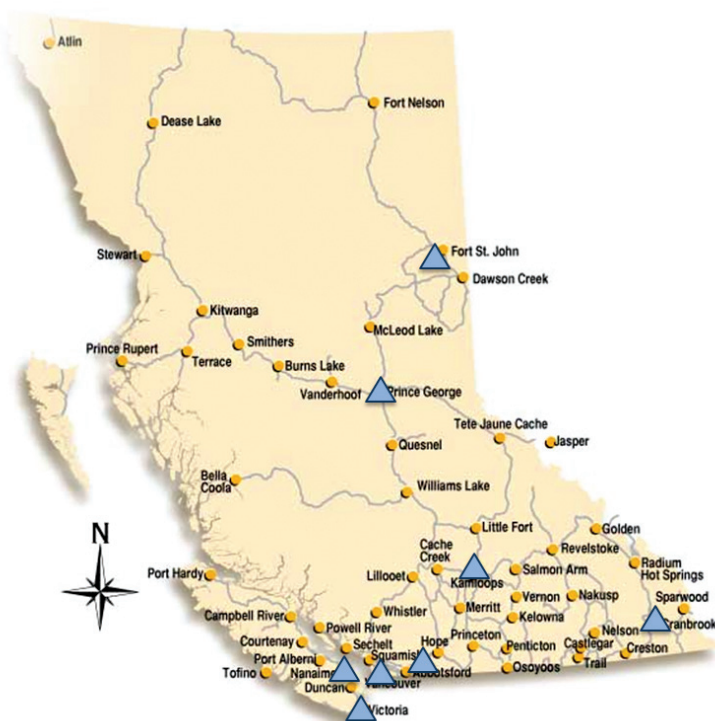 Atlin
Fort Nelson
Dease Lake
Fort St. John
Stewart
Dawson Creek
Kitwanga
McLeod Lake
Smithers
Prince Rupert
Terrace
Burns Lake
Vanderhoof
Prince George
Tete Jaune Cache
Jasper
Quesnel
Bella
Coola
Williams Lake
N
Little Fort
Golden
Cache
Creek
Revelstoke
Port Hardy
Lillooet
Kamloops
Salmon Arm
Radium
Hot Springs
Sparwood
Whistler
Merritt
Vernon
Nakusp
Campbell River
Powell River
Kelowna
Cranbrook
Courtenay
Sechelt
Hope
Princeton
Penticton
Castlegar
Nelson
Creston
Port Alberni
Squamish
Tofino
Nanaimo
Vancouver
Abbotsford
Osoyoos
Trail
Duncan
Victoria